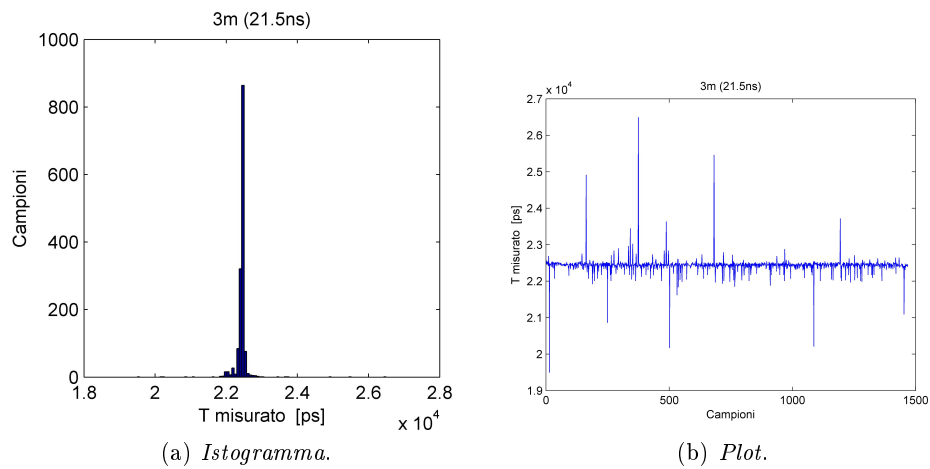 3m (21.5ns)
1000
800
600
400
200
0
Campioni
1.8 2 2.2 2.4 2.6 2.8
T misurato [ps]
x 10^4
(a) Istogramma.
x 10^4
3m (21.5ns)
2.7
2.6
2.5
2.4
2.3
2.2
2.1
2
1.9
T misurato [ps]
0 500 1000 1500
Campioni
(b) Plot.